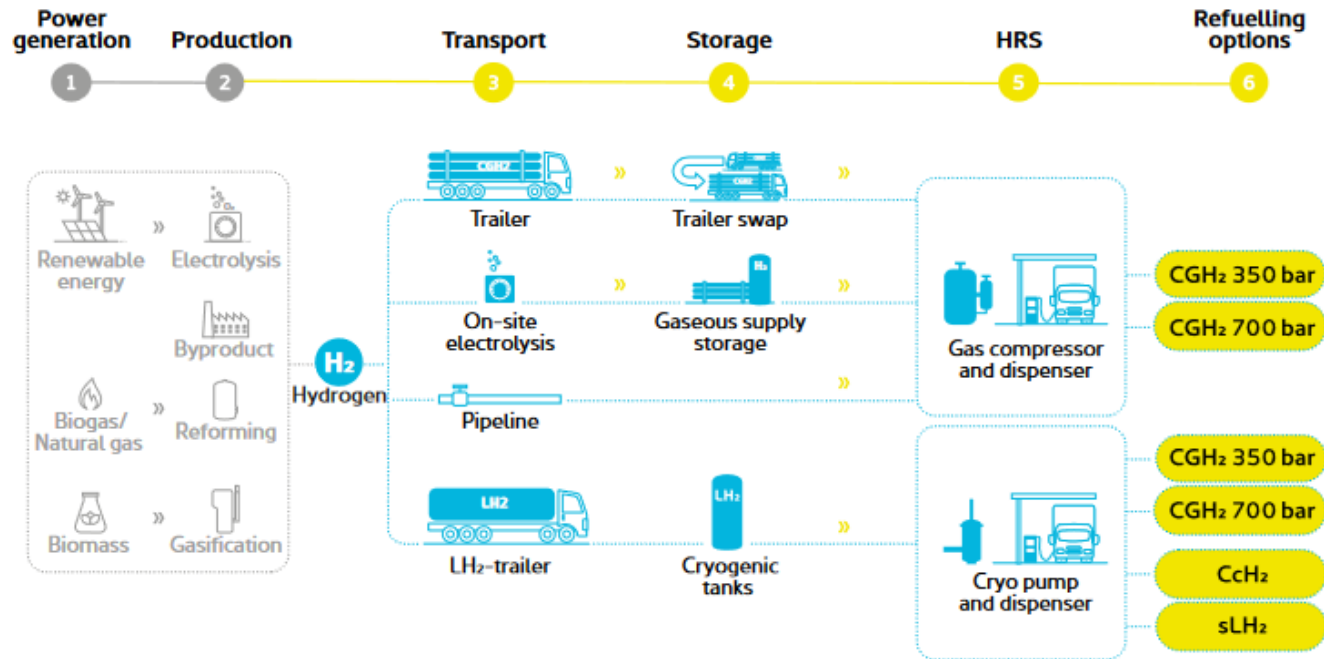 Power
generation
Production
Transport
Storage
HRS
Refuelling
options
1
2
3
4
5
6
CGH2
CGH2
Trailer
Trailer swap
Renewable
energy
»
Electrolysis
»
»
H₂
On-site
electrolysis
»
Gaseous supply
storage
»
Byproduct
H₂
Hydrogen
Gas compressor
and dispenser
CGH₂ 350 bar
CGH₂ 700 bar
Biogas/
Natural gas
»
Reforming
Pipeline
»
Biomass
»
Gasification
LH2
LH₂-trailer
LH₂
Cryogenic
tanks
»
Cryo pump
and dispenser
CGH₂ 350 bar
CGH₂ 700 bar
CcH₂
sLH₂